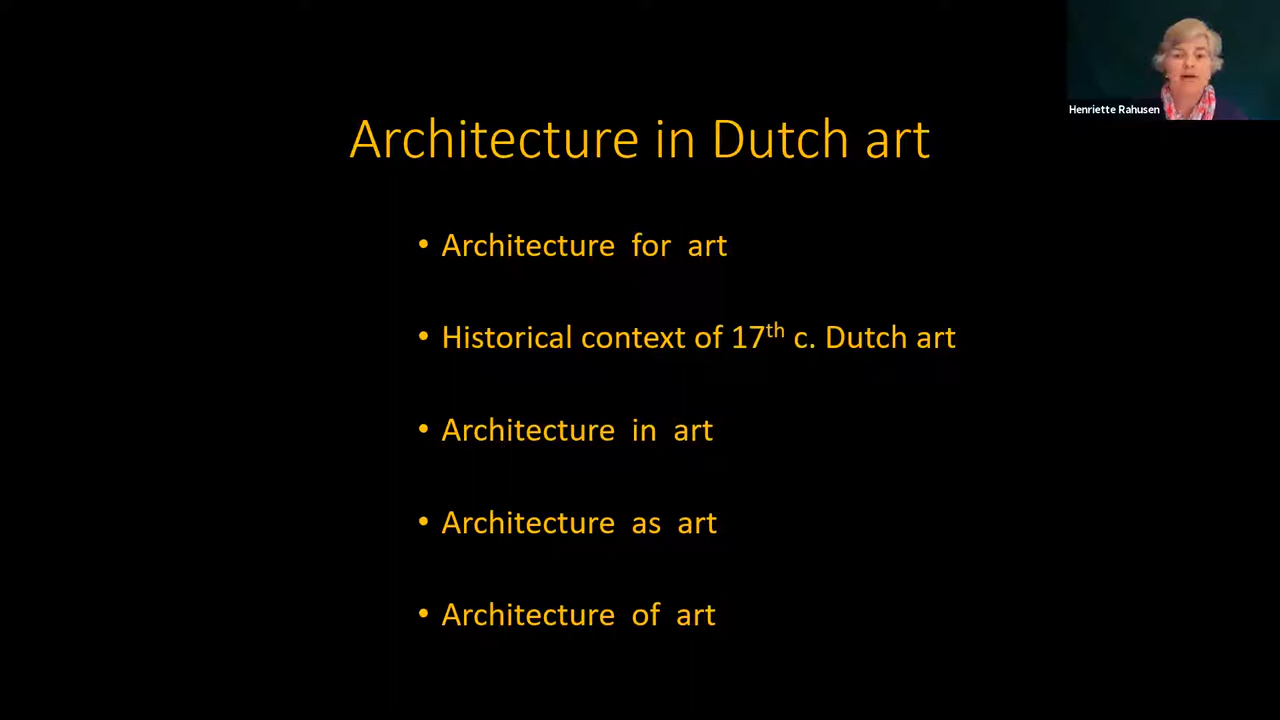 Henriette Rahusen
Architecture in Dutch art
• Architecture for art
• Historical context of 17th c. Dutch art
• Architecture in art
• Architecture as art
• Architecture of art